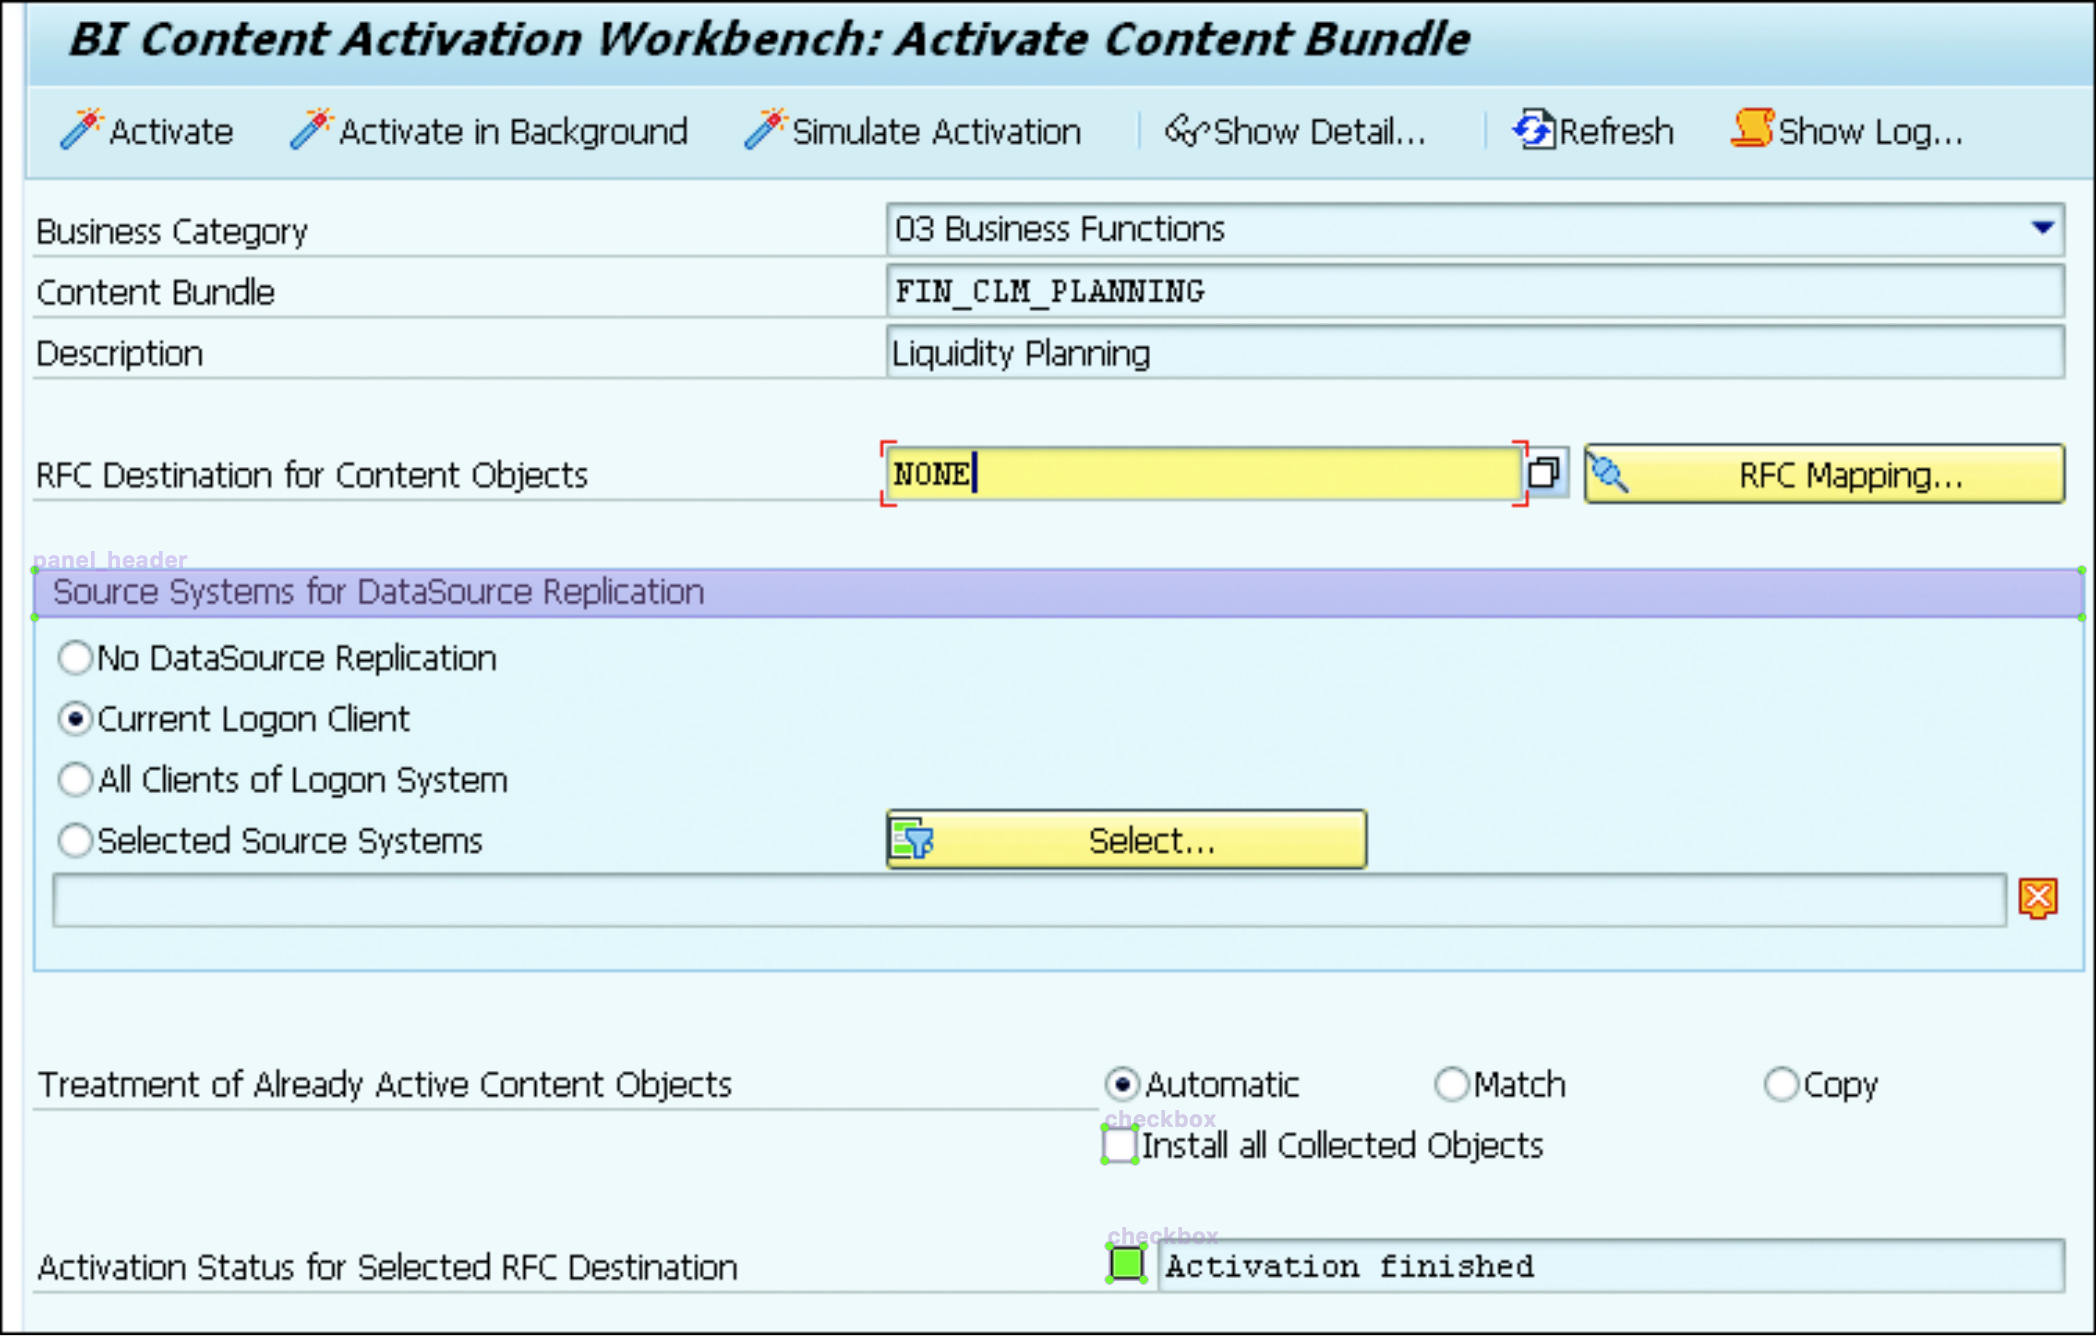 BI Content Activation Workbench: Activate Content Bundle
Activate Activate in Background Simulate Activation Show Detail... Refresh Show Log...
Business Category 03 Business Functions
Content Bundle FIN_CLM_PLANNING
Description Liquidity Planning
RFC Destination for Content Objects NONE RFC Mapping...
panel_header
Source Systems for DataSource Replication
No DataSource Replication
Current Logon Client
All Clients of Logon System
Selected Source Systems Select...
Treatment of Already Active Content Objects Automatic Match Copy
checkbox
Install all Collected Objects
checkbox
Activation Status for Selected RFC Destination Activation finished